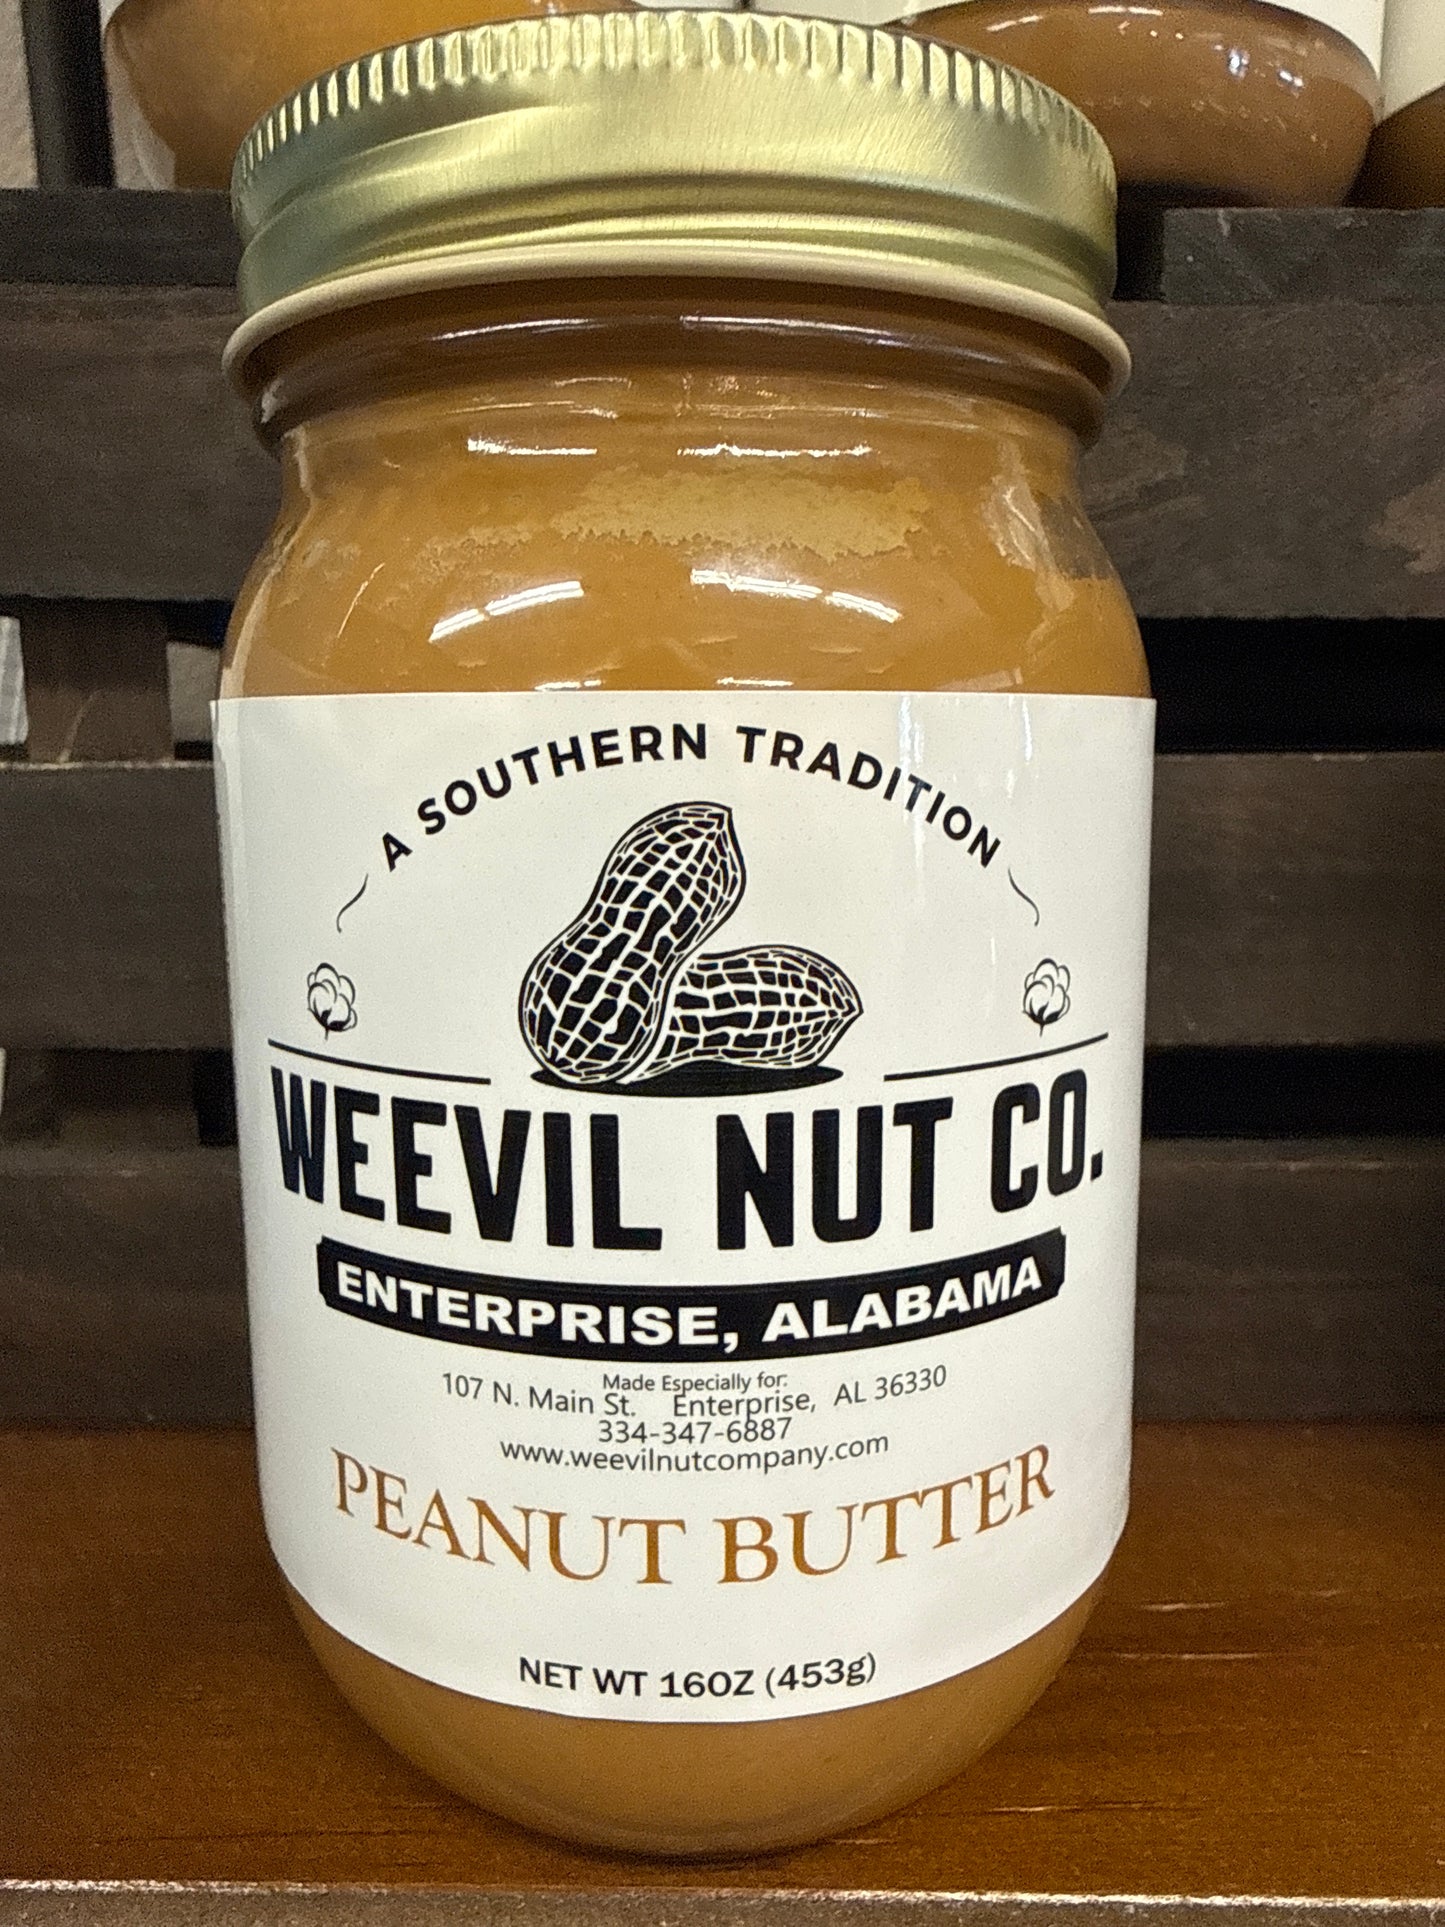 A SOUTHERN TRADITION
WEEVIL NUT CO.
ENTERPRISE, ALABAMA
Made Especially for:
107 N. Main St. Enterprise, AL 36330
334-347-6887
www.weevilnutcompany.com
PEANUT BUTTER
NET WT 16OZ (453g)